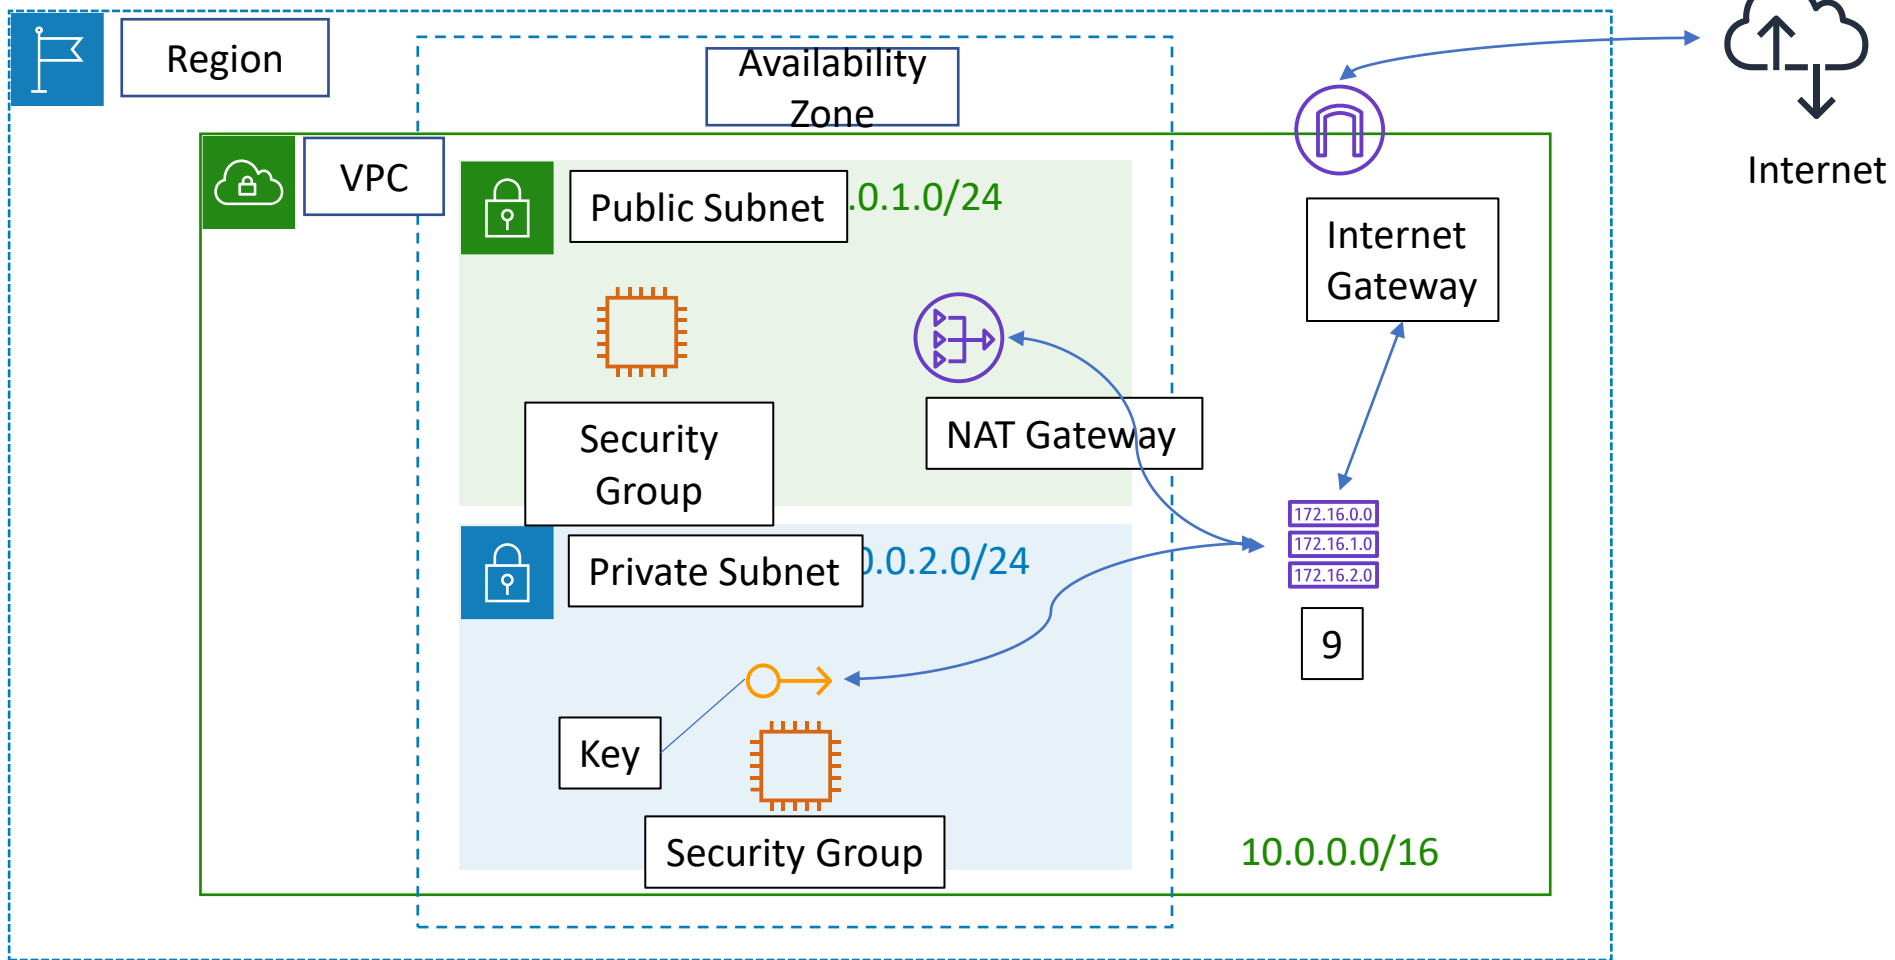 Region
Availability
Zone
VPC
Public Subnet
.0.1.0/24
Internet
Internet
Gateway
Security
Group
NAT Gateway
172.16.0.0
172.16.1.0
172.16.2.0
Private Subnet
0.0.2.0/24
9
Key
Security Group
10.0.0.0/16